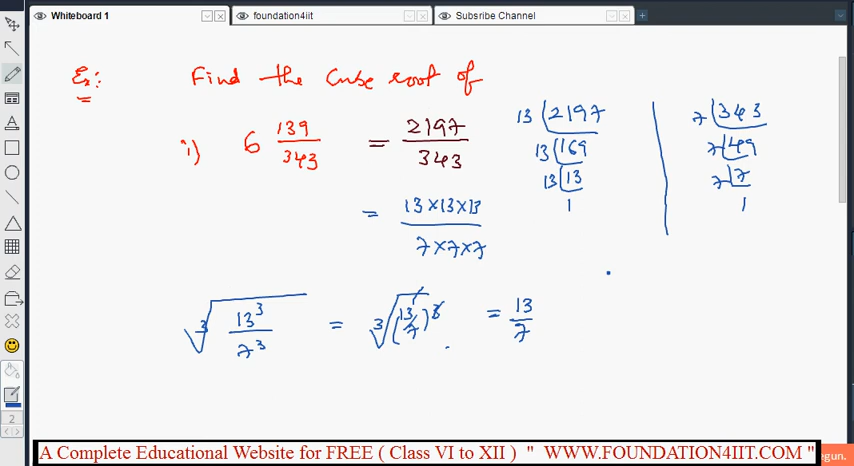 Whiteboard 1 foundation4iit Subsribe Channel +
Ex: Find the Cube root of
i) 6 139/343 = 2197/343
= 13×13×13 / 7×7×7
13 | 2197
13 | 169
13 | 13
1
7 | 343
7 | 49
7 | 7
1
∛(13³/7³) = ∛(13/7)³ = 13/7
2
A Complete Educational Website for FREE ( Class VI to XII ) " WWW.FOUNDATION4IIT.COM "
egun.